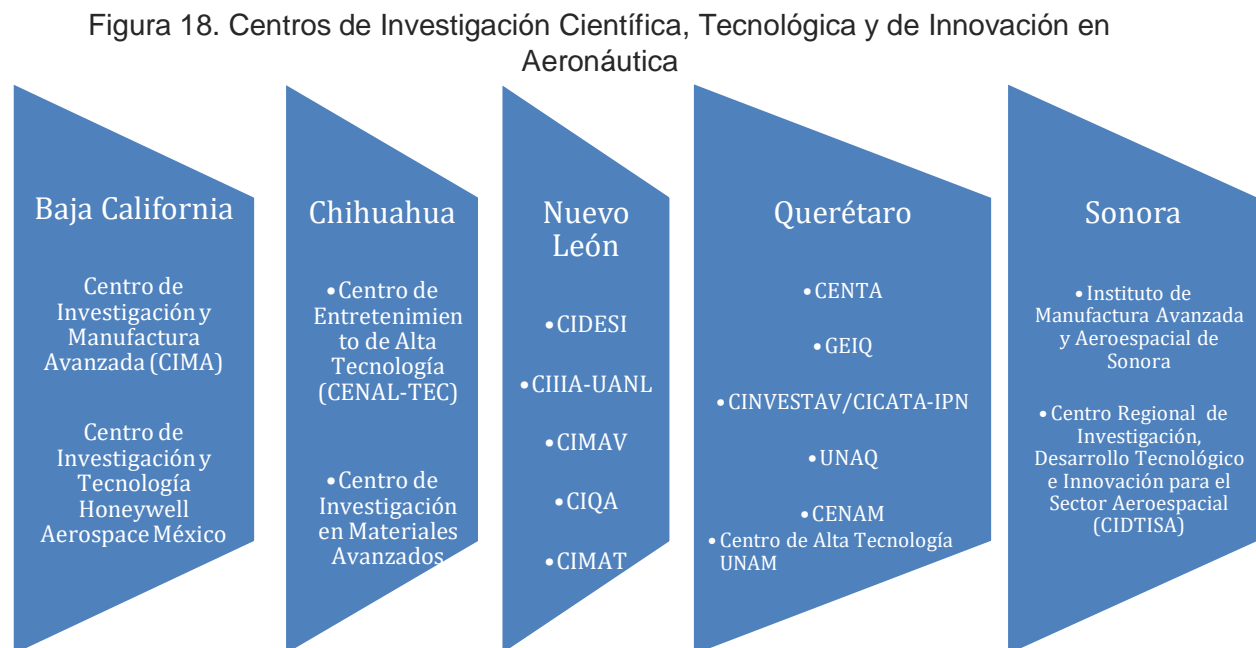 Figura 18. Centros de Investigación Científica, Tecnológica y de Innovación en
Aeronáutica
Baja California
Centro de
Investigación y
Manufactura
Avanzada (CIMA)
Centro de
Investigación y
Tecnología
Honeywell
Aerospace México
Chihuahua
•Centro de
Entretenimien
to de Alta
Tecnología
(CENAL-TEC)
•Centro de
Investigación
en Materiales
Avanzados
Nuevo
León
•CIDESI
•CIIIA-UANL
•CIMAV
•CIQA
•CIMAT
Querétaro
•CENTA
•GEIQ
•CINVESTAV/CICATA-IPN
•UNAQ
•CENAM
•Centro de Alta Tecnología
UNAM
Sonora
•Instituto de
Manufactura Avanzada
y Aeroespacial de
Sonora
•Centro Regional de
Investigación,
Desarrollo Tecnológico
e Innovación para el
Sector Aeroespacial
(CIDTISA)